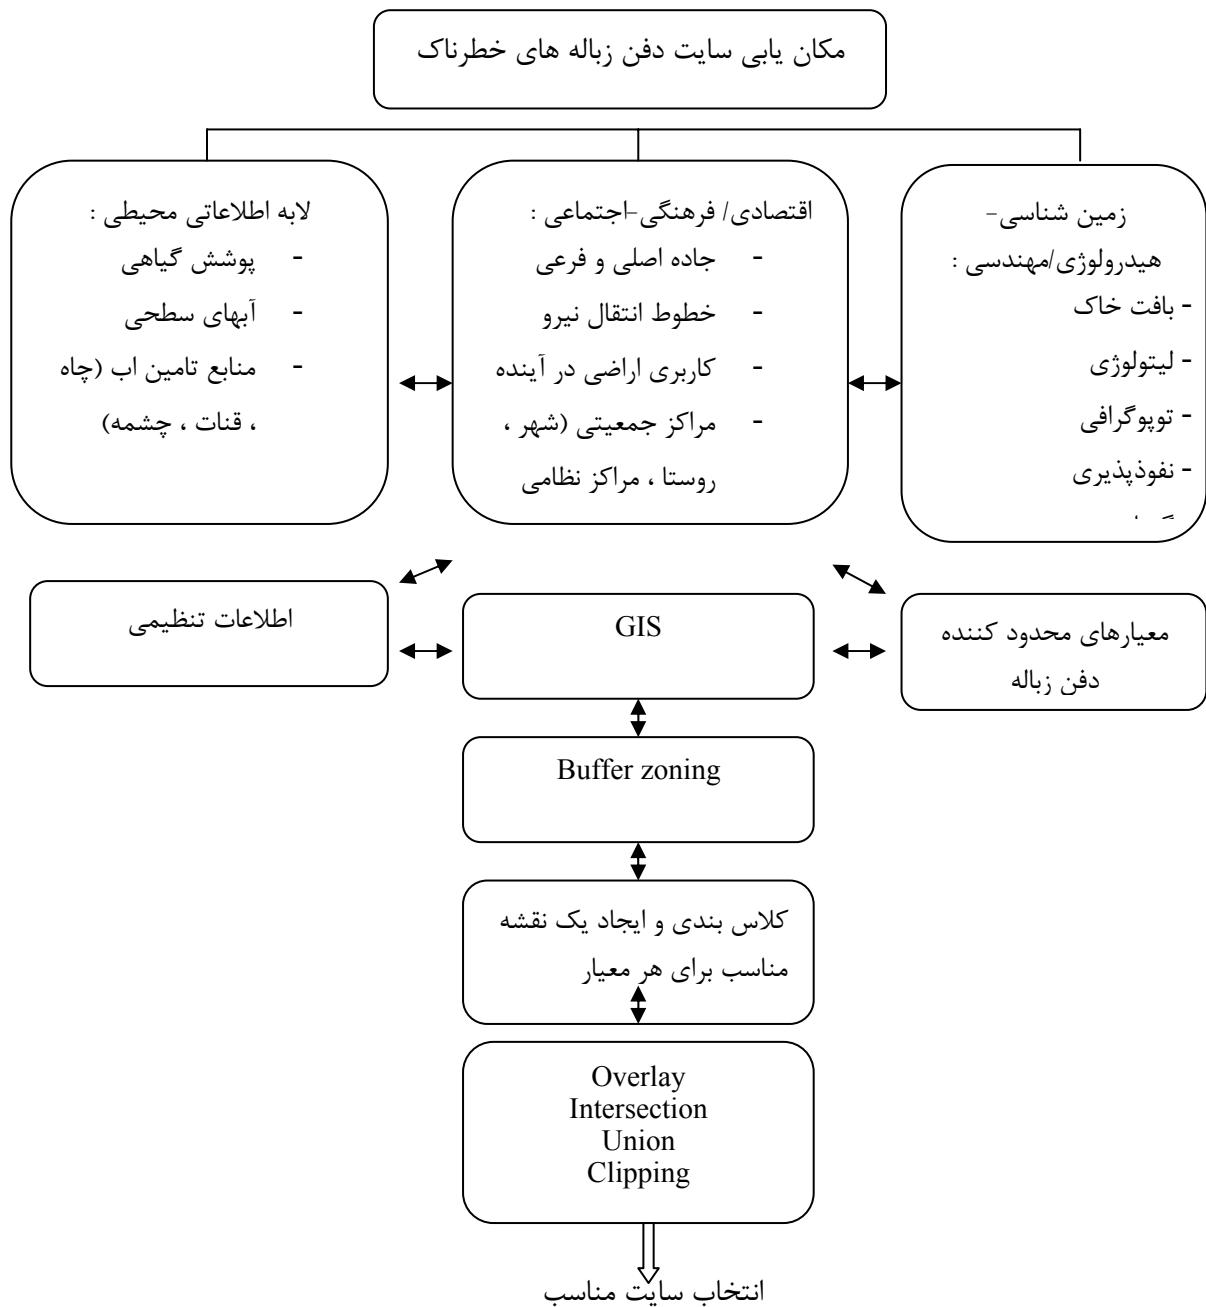 مکان یابی سایت دفن زباله های خطرناک
زمین شناسی-
هیدرولوژی/مهندسی :
- بافت خاک
- لیتولوژی
- توپوگرافی
- نفوذپذیری
اقتصادی/ فرهنگی-اجتماعی :
- جاده اصلی و فرعی
- خطوط انتقال نیرو
- کاربری اراضی در آینده
- مراکز جمعیتی (شهر ،
روستا ، مراکز نظامی
لابه اطلاعاتی محیطی :
- پوشش گیاهی
- آبهای سطحی
- منابع تامین اب (چاه
، قنات ، چشمه)
معیارهای محدود کننده
دفن زباله
GIS
اطلاعات تنظیمی
Buffer zoning
کلاس بندی و ایجاد یک نقشه
مناسب برای هر معیار
Overlay
Intersection
Union
Clipping
انتخاب سایت مناسب